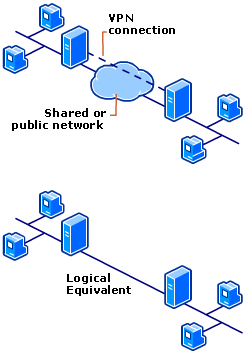 VPN
connection
Shared or
public network
Logical
Equivalent